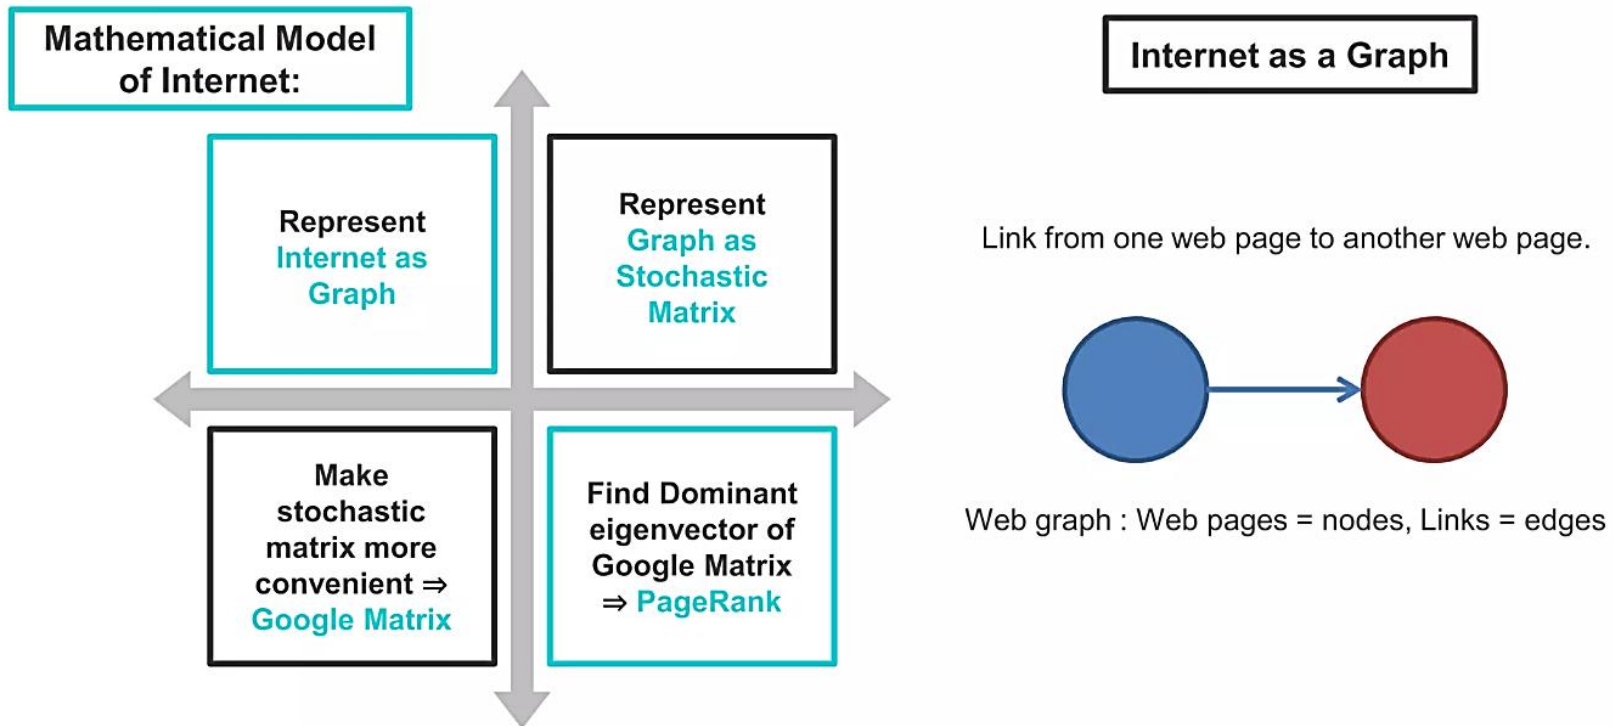 Mathematical Model
of Internet:
Represent
Internet as
Graph
Represent
Graph as
Stochastic
Matrix
Make
stochastic
matrix more
convenient ⇒
Google Matrix
Find Dominant
eigenvector of
Google Matrix
⇒ PageRank
Internet as a Graph
Link from one web page to another web page.
Web graph : Web pages = nodes, Links = edges